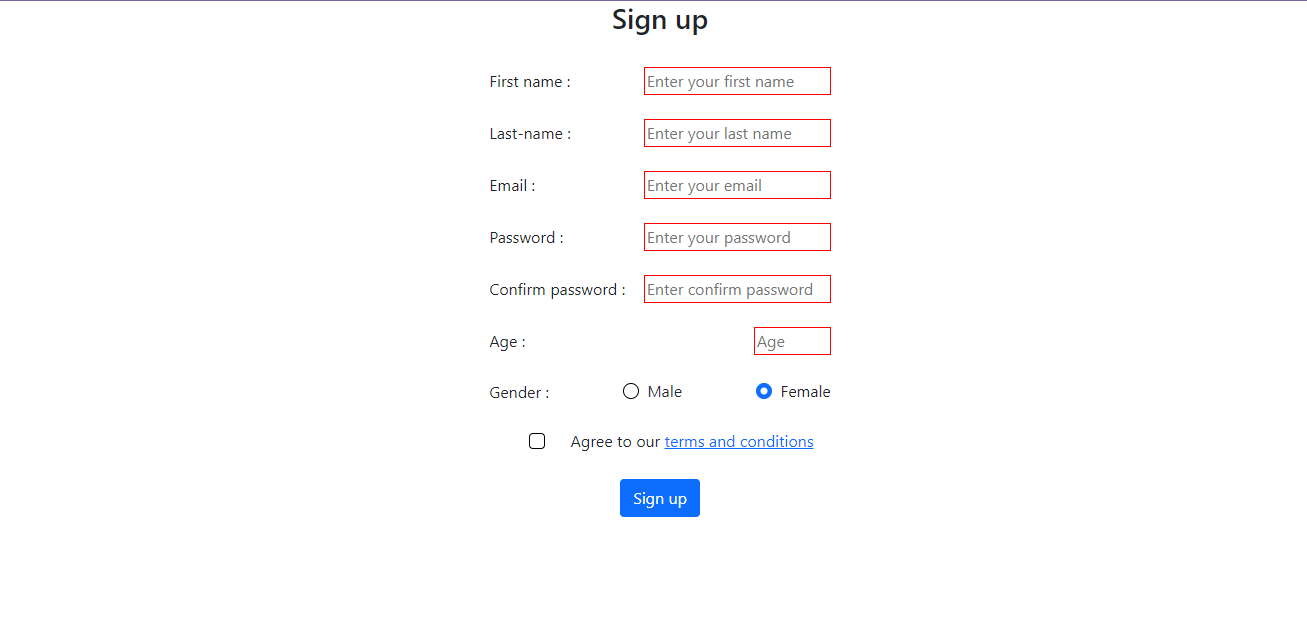 Sign up
First name : Enter your first name
Last-name : Enter your last name
Email : Enter your email
Password : Enter your password
Confirm password : Enter confirm password
Age : Age
Gender : Male Female
Agree to our terms and conditions
Sign up